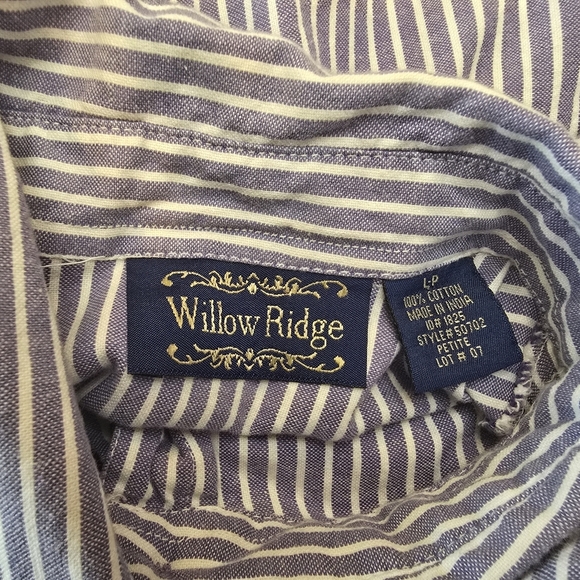 Willow Ridge
L-P
100% COTTON
MADE IN INDIA
ID# 1825
STYLE# 50702
PETITE
LOT # 07